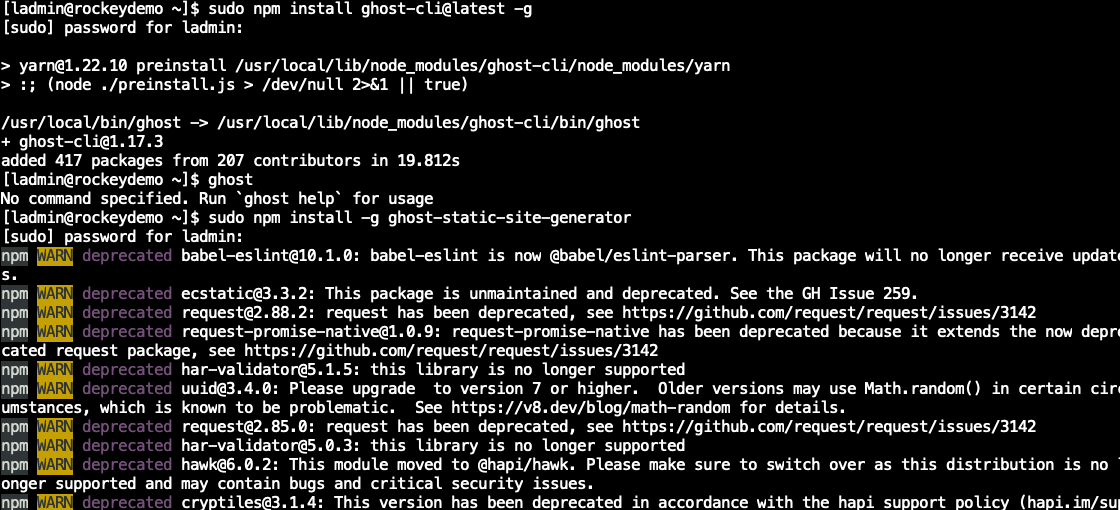 [ladmin@rockeydemo ~]$ sudo npm install ghost-cli@latest -g
[sudo] password for ladmin:
> yarn@1.22.10 preinstall /usr/local/lib/node_modules/ghost-cli/node_modules/yarn
> :; (node ./preinstall.js > /dev/null 2>&1 || true)
/usr/local/bin/ghost -> /usr/local/lib/node_modules/ghost-cli/bin/ghost
+ ghost-cli@1.17.3
added 417 packages from 207 contributors in 19.812s
[ladmin@rockeydemo ~]$ ghost
No command specified. Run `ghost help` for usage
[ladmin@rockeydemo ~]$ sudo npm install -g ghost-static-site-generator
[sudo] password for ladmin:
npm WARN deprecated babel-eslint@10.1.0: babel-eslint is now @babel/eslint-parser. This package will no longer receive update
s.
npm WARN deprecated ecstatic@3.3.2: This package is unmaintained and deprecated. See the GH Issue 259.
npm WARN deprecated request@2.88.2: request has been deprecated, see https://github.com/request/request/issues/3142
npm WARN deprecated request-promise-native@1.0.9: request-promise-native has been deprecated because it extends the now depre
cated request package, see https://github.com/request/request/issues/3142
npm WARN deprecated har-validator@5.1.5: this library is no longer supported
npm WARN deprecated uuid@3.4.0: Please upgrade  to version 7 or higher.  Older versions may use Math.random() in certain circ
umstances, which is known to be problematic.  See https://v8.dev/blog/math-random for details.
npm WARN deprecated request@2.85.0: request has been deprecated, see https://github.com/request/request/issues/3142
npm WARN deprecated har-validator@5.0.3: this library is no longer supported
npm WARN deprecated hawk@6.0.2: This module moved to @hapi/hawk. Please make sure to switch over as this distribution is no l
onger supported and may contain bugs and critical security issues.
npm WARN deprecated cryptiles@3.1.4: This version has been deprecated in accordance with the hapi support policy (hapi.im/sup